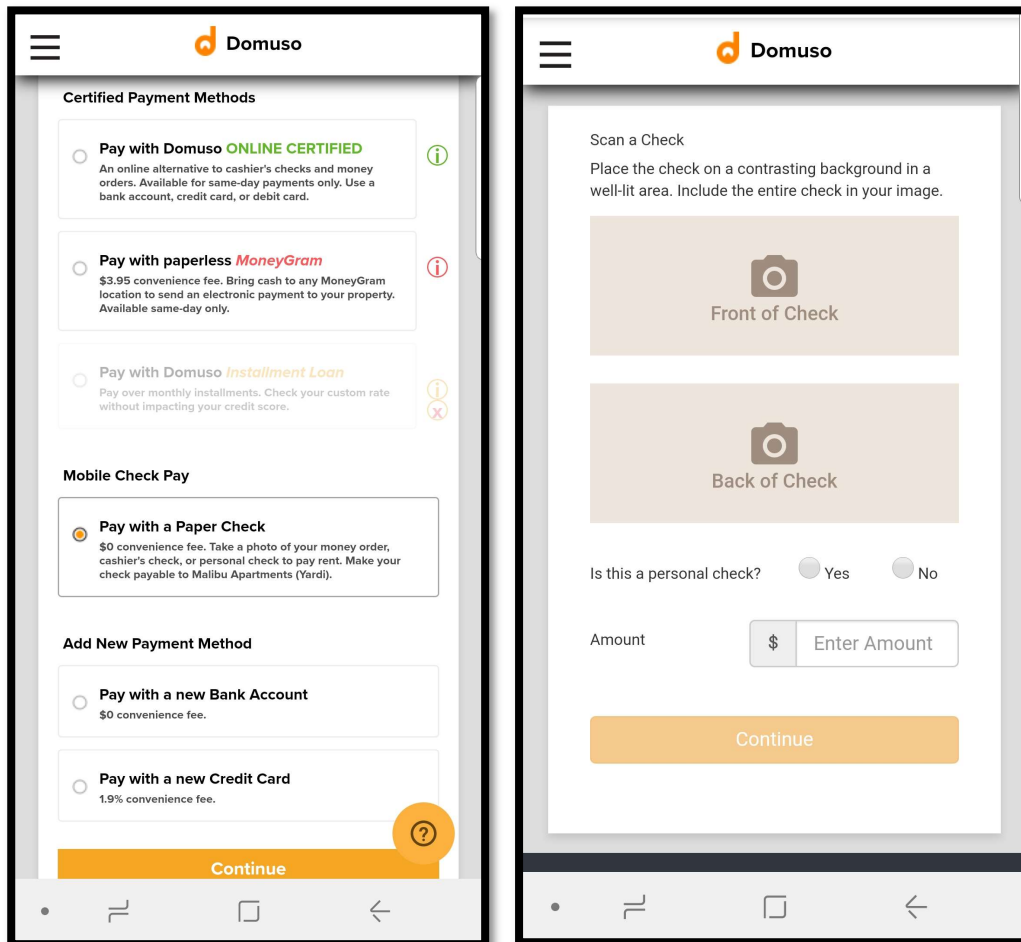 Domuso
Certified Payment Methods
Pay with Domuso ONLINE CERTIFIED
An online alternative to cashier's checks and money
orders. Available for same-day payments only. Use a
bank account, credit card, or debit card.
i
Pay with paperless MoneyGram
$3.95 convenience fee. Bring cash to any MoneyGram
location to send an electronic payment to your property.
Available same-day only.
i
Pay with Domuso Installment Loan
Pay over monthly installments. Check your custom rate
without impacting your credit score.
i
x
Mobile Check Pay
Pay with a Paper Check
$0 convenience fee. Take a photo of your money order,
cashier's check, or personal check to pay rent. Make your
check payable to Malibu Apartments (Yardi).
Add New Payment Method
Pay with a new Bank Account
$0 convenience fee.
Pay with a new Credit Card
1.9% convenience fee.
?
Continue
Domuso
Scan a Check
Place the check on a contrasting background in a
well-lit area. Include the entire check in your image.
Front of Check
Back of Check
Is this a personal check? Yes No
Amount $ Enter Amount
Continue